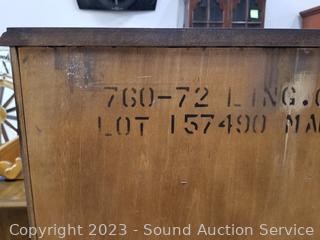 760-72 LING.
LOT 157490 MA
Copyright 2023 - Sound Auction Service